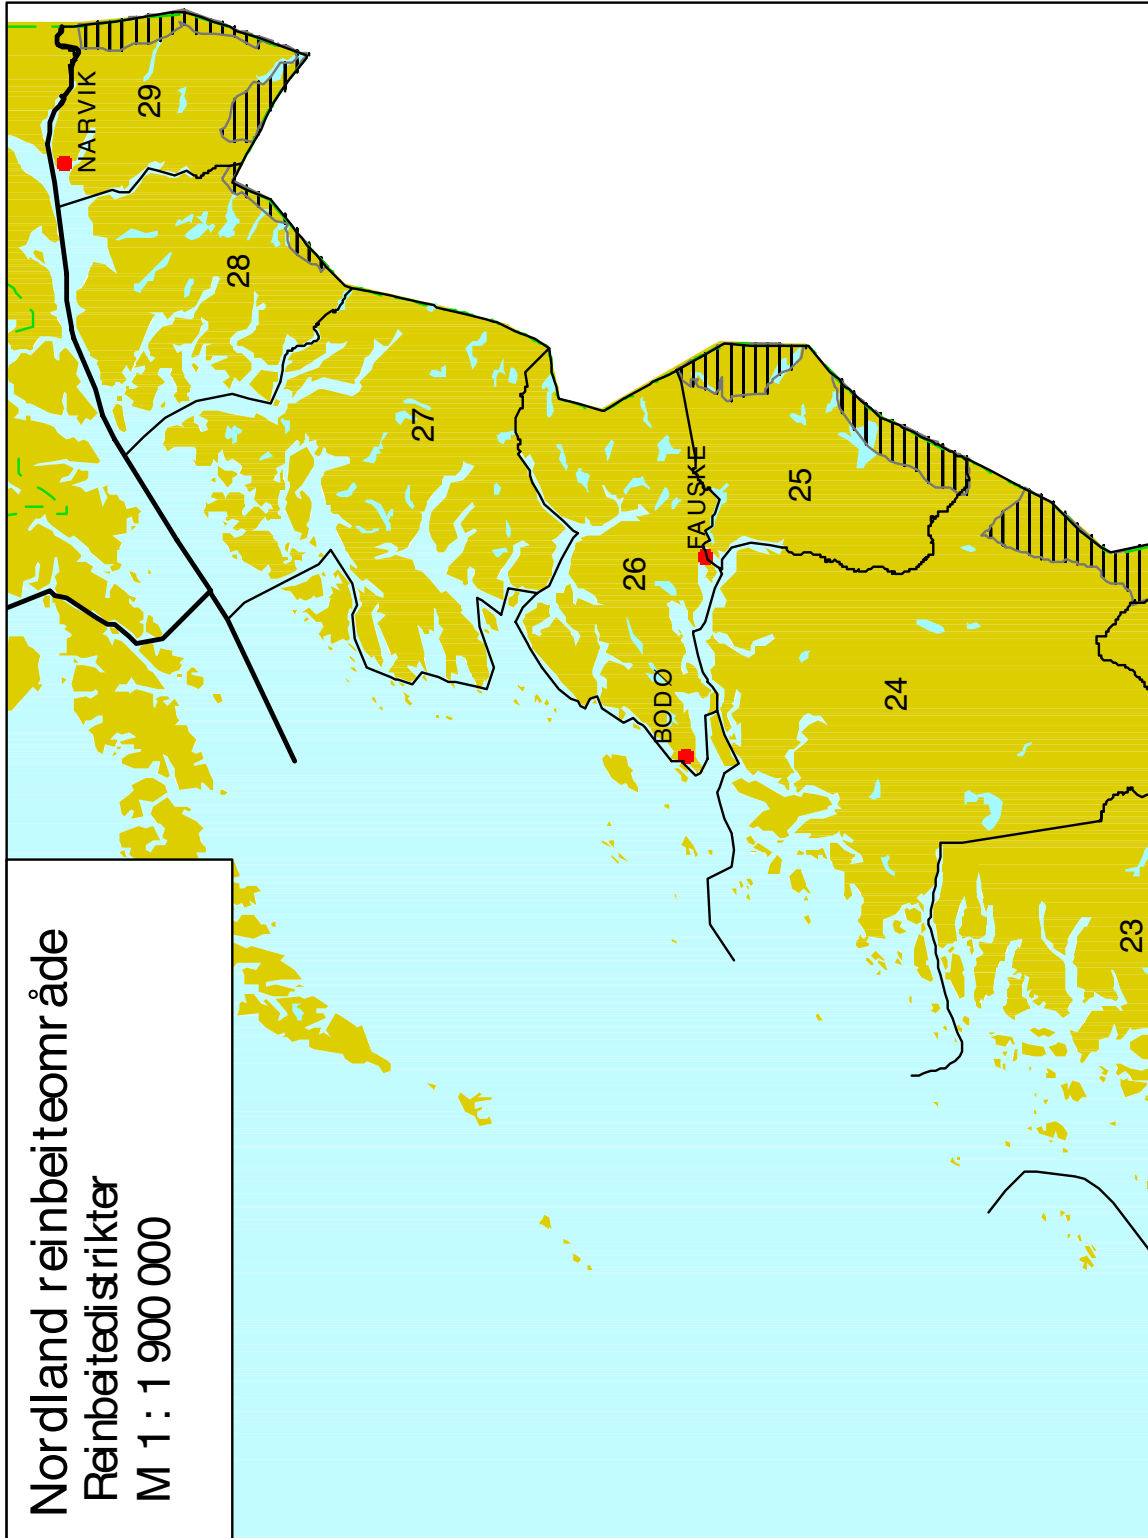 Nordland reinbeiteområde
Reinbeitedistrikter
M 1 : 1 900 000
NARVIK
29
28
27
26
FAUSKE
25
BODØ
24
23